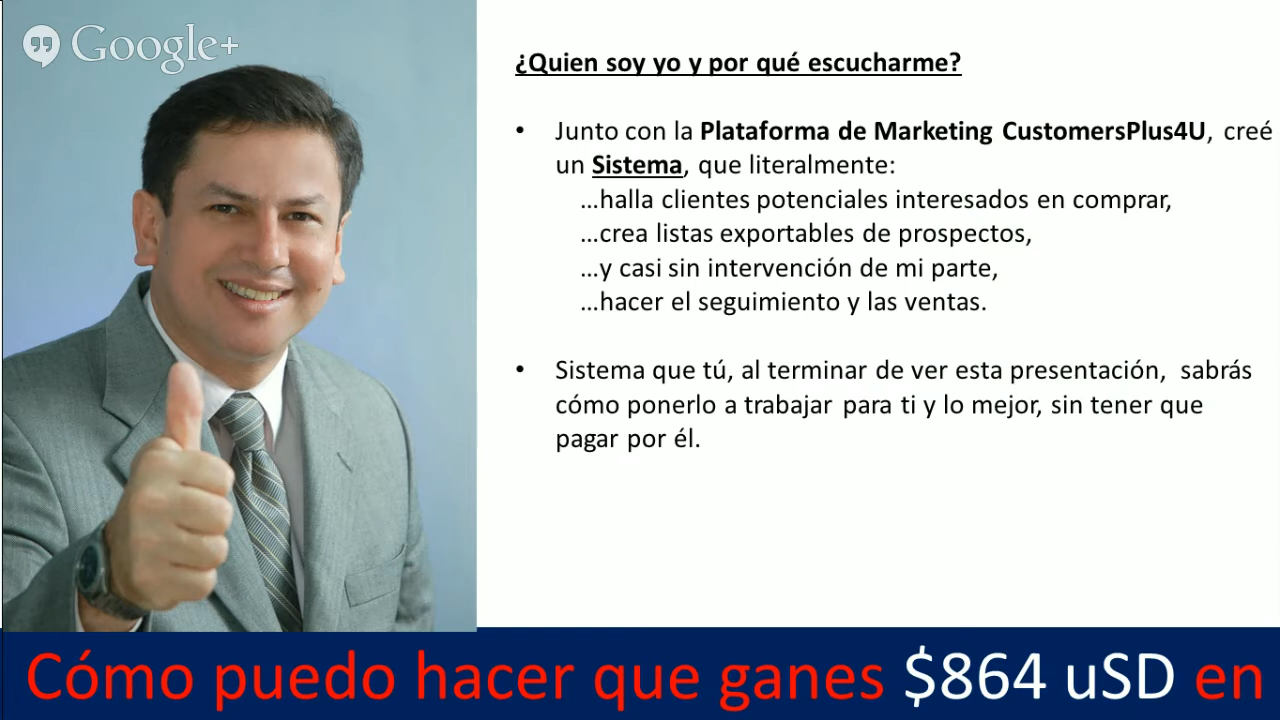 Google+
¿Quien soy yo y por qué escucharme?
• Junto con la Plataforma de Marketing CustomersPlus4U, creé
un Sistema, que literalmente:
...halla clientes potenciales interesados en comprar,
...crea listas exportables de prospectos,
...y casi sin intervención de mi parte,
...hacer el seguimiento y las ventas.
• Sistema que tú, al terminar de ver esta presentación, sabrás
cómo ponerlo a trabajar para ti y lo mejor, sin tener que
pagar por él.
Cómo puedo hacer que ganes $864 uSD en